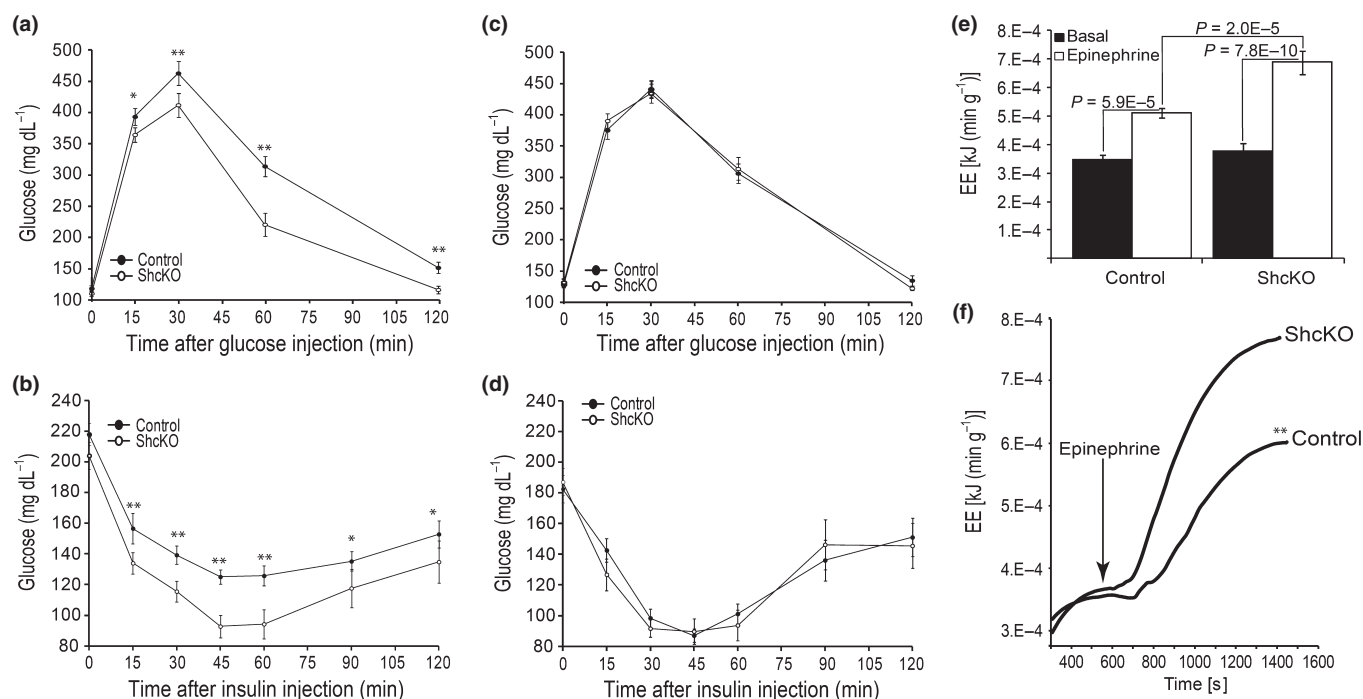 (a)
500
450
400
350
300
250
200
150
100
Glucose (mg dL–1)
*
**
**
**
Control
ShcKO
0 15 30 45 60 75 90 105 120
Time after glucose injection (min)
(c)
500
450
400
350
300
250
200
150
100
Glucose (mg dL–1)
Control
ShcKO
0 15 30 45 60 75 90 105 120
Time after glucose injection (min)
(e)
8.E–4
7.E–4
6.E–4
5.E–4
4.E–4
3.E–4
2.E–4
1.E–4
EE [kJ (min g–1)]
Basal
Epinephrine
P = 2.0E–5
P = 7.8E–10
P = 5.9E–5
Control ShcKO
(b)
240
220
200
180
160
140
120
100
80
Glucose (mg dL–1)
Control
ShcKO
**
**
**
**
*
*
0 15 30 45 60 75 90 105 120
Time after insulin injection (min)
(d)
240
220
200
180
160
140
120
100
80
Glucose (mg dL–1)
Control
ShcKO
0 15 30 45 60 75 90 105 120
Time after insulin injection (min)
(f)
8.E–4
7.E–4
6.E–4
5.E–4
4.E–4
3.E–4
EE [kJ (min g–1)]
Epinephrine
ShcKO
**
Control
400 600 800 1000 1200 1400 1600
Time [s]